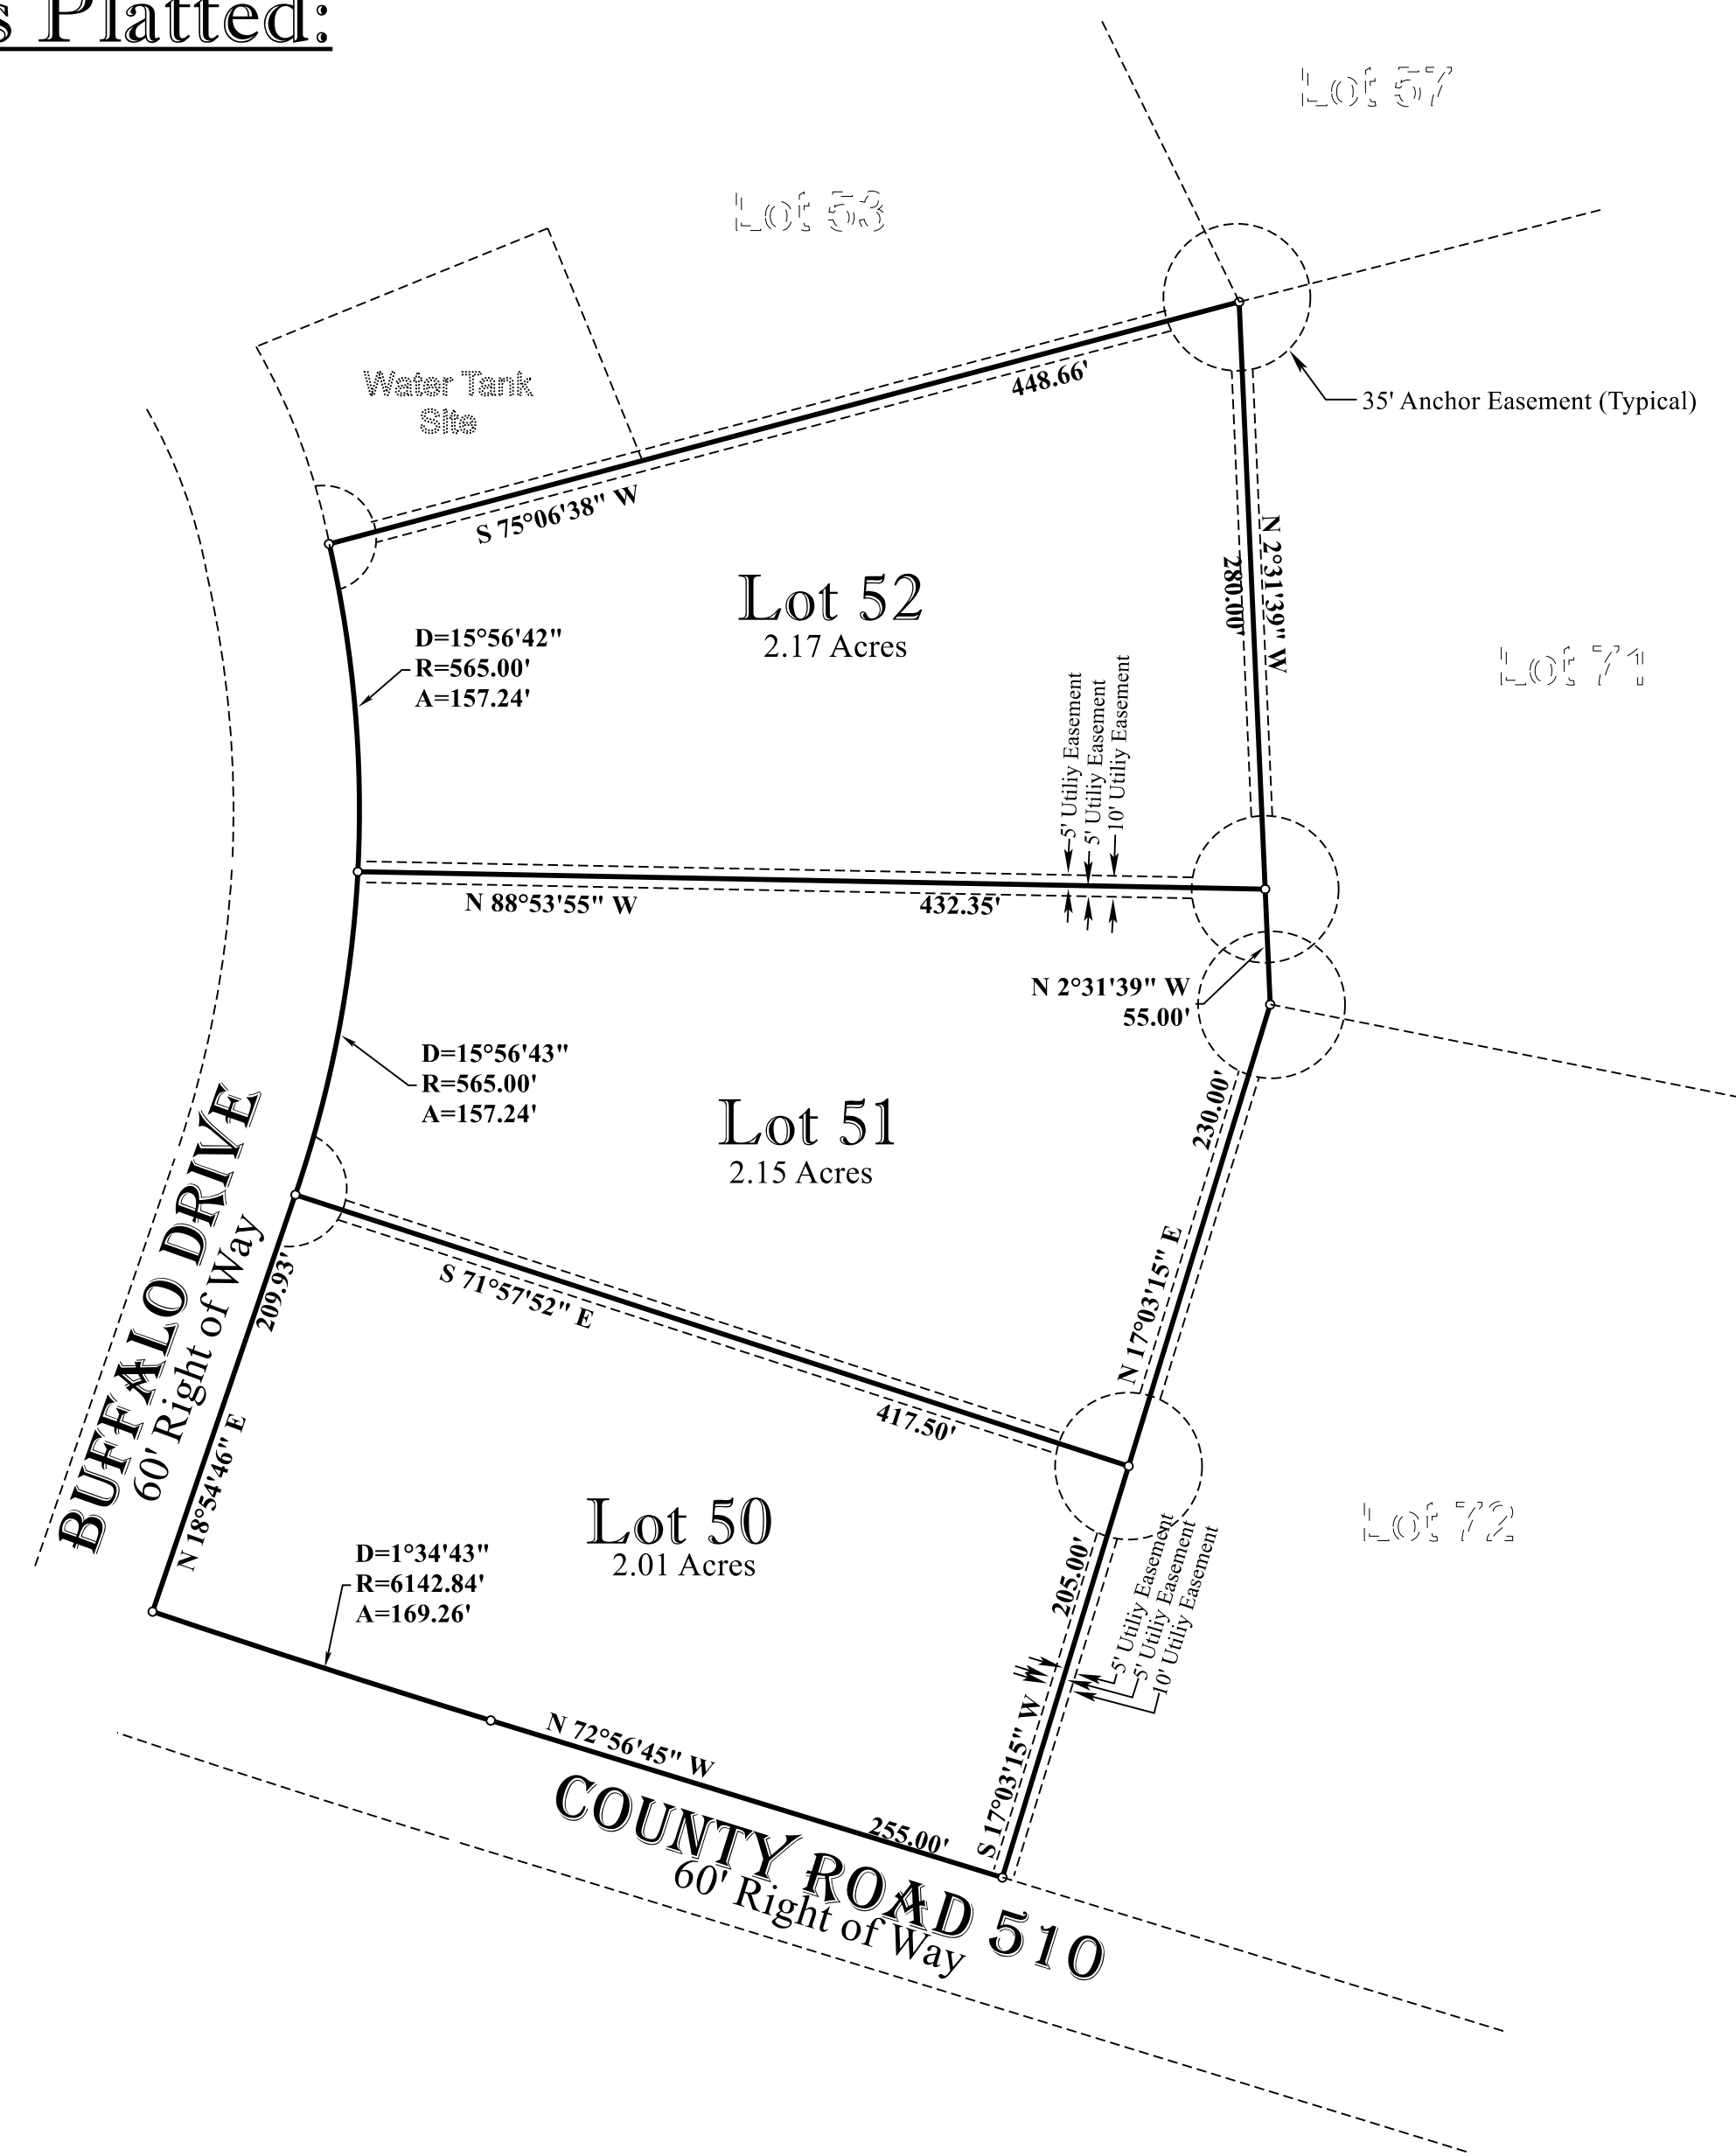 s Platted:
Lot 57
Lot 53
Water Tank
Site
448.66'
35' Anchor Easement (Typical)
S 75°06'38" W
N 2°31'39" W
280.00'
Lot 52
2.17 Acres
D=15°56'42"
R=565.00'
A=157.24'
Lot 71
5' Utiliy Easement
5' Utiliy Easement
10' Utiliy Easement
N 88°53'55" W
432.35'
N 2°31'39" W
55.00'
D=15°56'43"
R=565.00'
A=157.24'
Lot 51
2.15 Acres
230.00'
N 17°03'15" E
BUFFALO DRIVE
60' Right of Way
209.93'
N 18°54'46" E
S 71°57'52" E
417.50'
Lot 50
2.01 Acres
D=1°34'43"
R=6142.84'
A=169.26'
Lot 72
205.00'
S 17°03'15" W
5' Utiliy Easement
5' Utiliy Easement
10' Utiliy Easement
N 72°56'45" W
255.00'
COUNTY ROAD 510
60' Right of Way